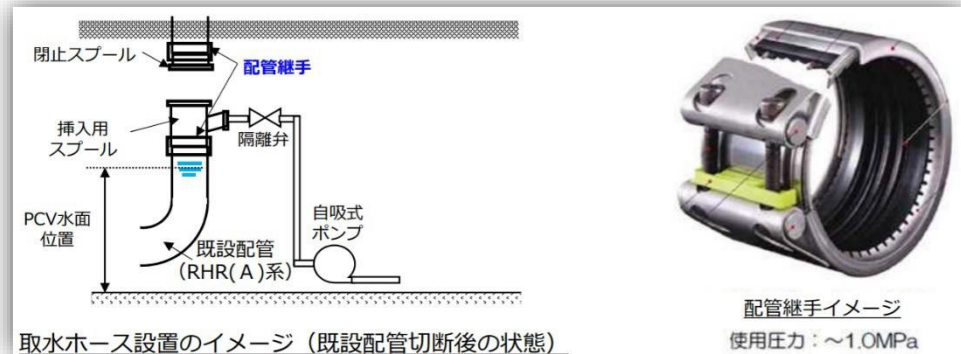 閉止スプール
配管継手
挿入用
スプール
隔離弁
PCV水面
位置
既設配管
(RHR(A)系)
自吸式
ポンプ
取水ホース設置のイメージ（既設配管切断後の状態）
配管継手イメージ
使用圧力：～1.0MPa